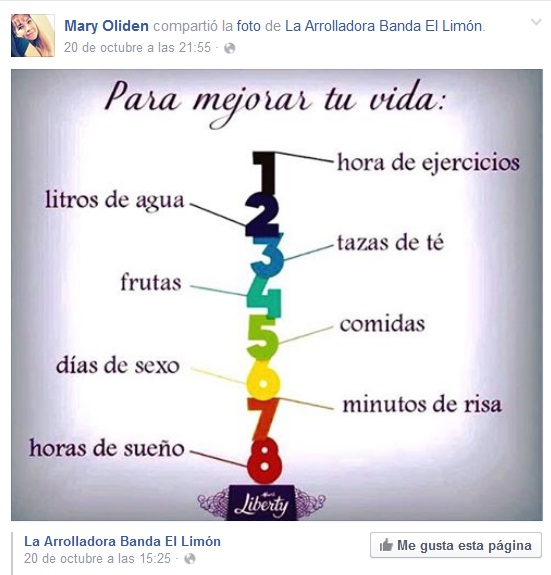 Mary Oliden compartió la foto de La Arrolladora Banda El Limón.
20 de octubre a las 21:55 ·
Para mejorar tu vida:
1 hora de ejercicios
litros de agua 2
3 tazas de té
frutas 4
5 comidas
días de sexo 6
7 minutos de risa
horas de sueño 8
Liberty
La Arrolladora Banda El Limón
20 de octubre a las 15:25 ·
Me gusta esta página